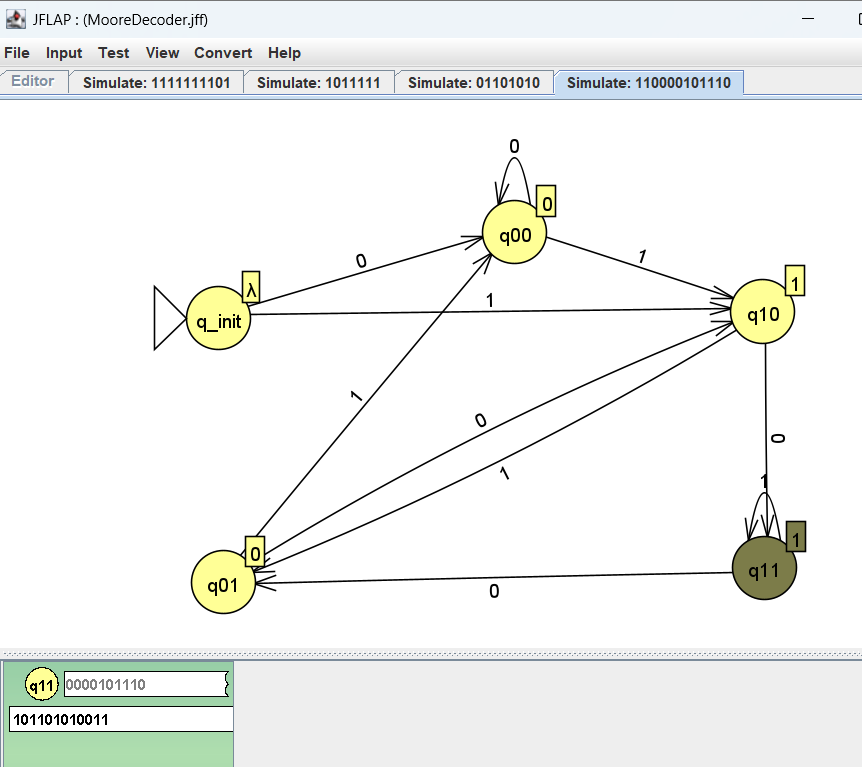 JFLAP : (MooreDecoder.jff)
File Input Test View Convert Help
Editor Simulate: 1111111101 Simulate: 1011111 Simulate: 01101010 Simulate: 110000101110
0
0
q00
0
1
λ
q_init
1
1
q10
1
0
0
1
1
0
q01
1
q11
0
q11 0000101110
101101010011